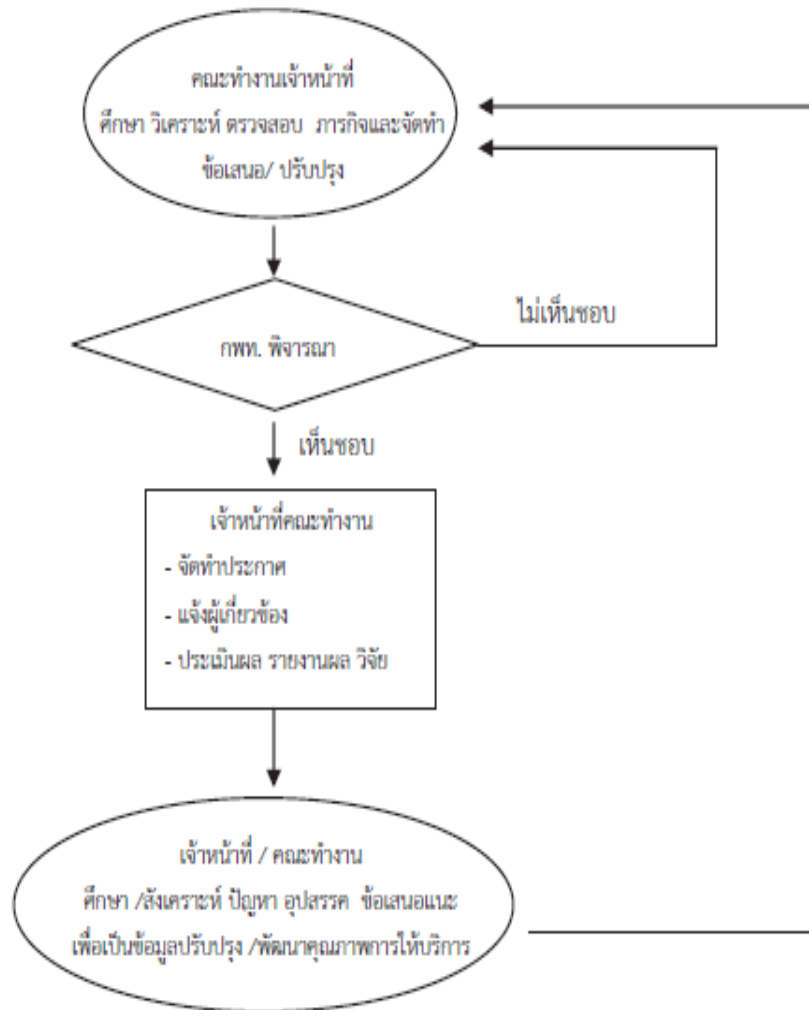 คณะทำงานเจ้าหน้าที่
ศึกษา วิเคราะห์ ตรวจสอบ ภารกิจและจัดทำ
ข้อเสนอ/ ปรับปรุง
ไม่เห็นชอบ
กพท. พิจารณา
เห็นชอบ
เจ้าหน้าที่คณะทำงาน
- จัดทำประกาศ
- แจ้งผู้เกี่ยวข้อง
- ประเมินผล รายงานผล วิจัย
เจ้าหน้าที่ / คณะทำงาน
ศึกษา /สังเคราะห์ ปัญหา อุปสรรค ข้อเสนอแนะ
เพื่อเป็นข้อมูลปรับปรุง /พัฒนาคุณภาพการให้บริการ